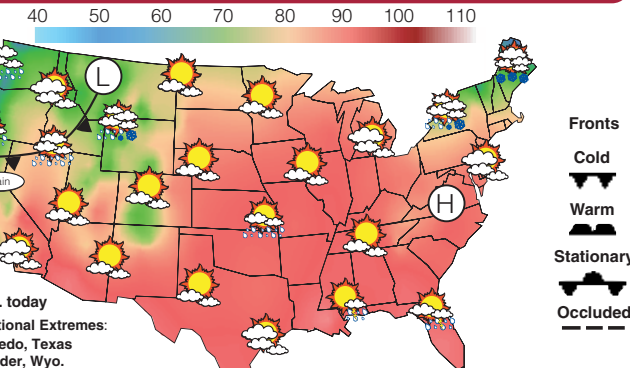 40 50 60 70 80 90 100 110
L
Fronts
Cold
Warm
H
Stationary
Occluded
. today
tional Extremes:
edo, Texas
der, Wyo.